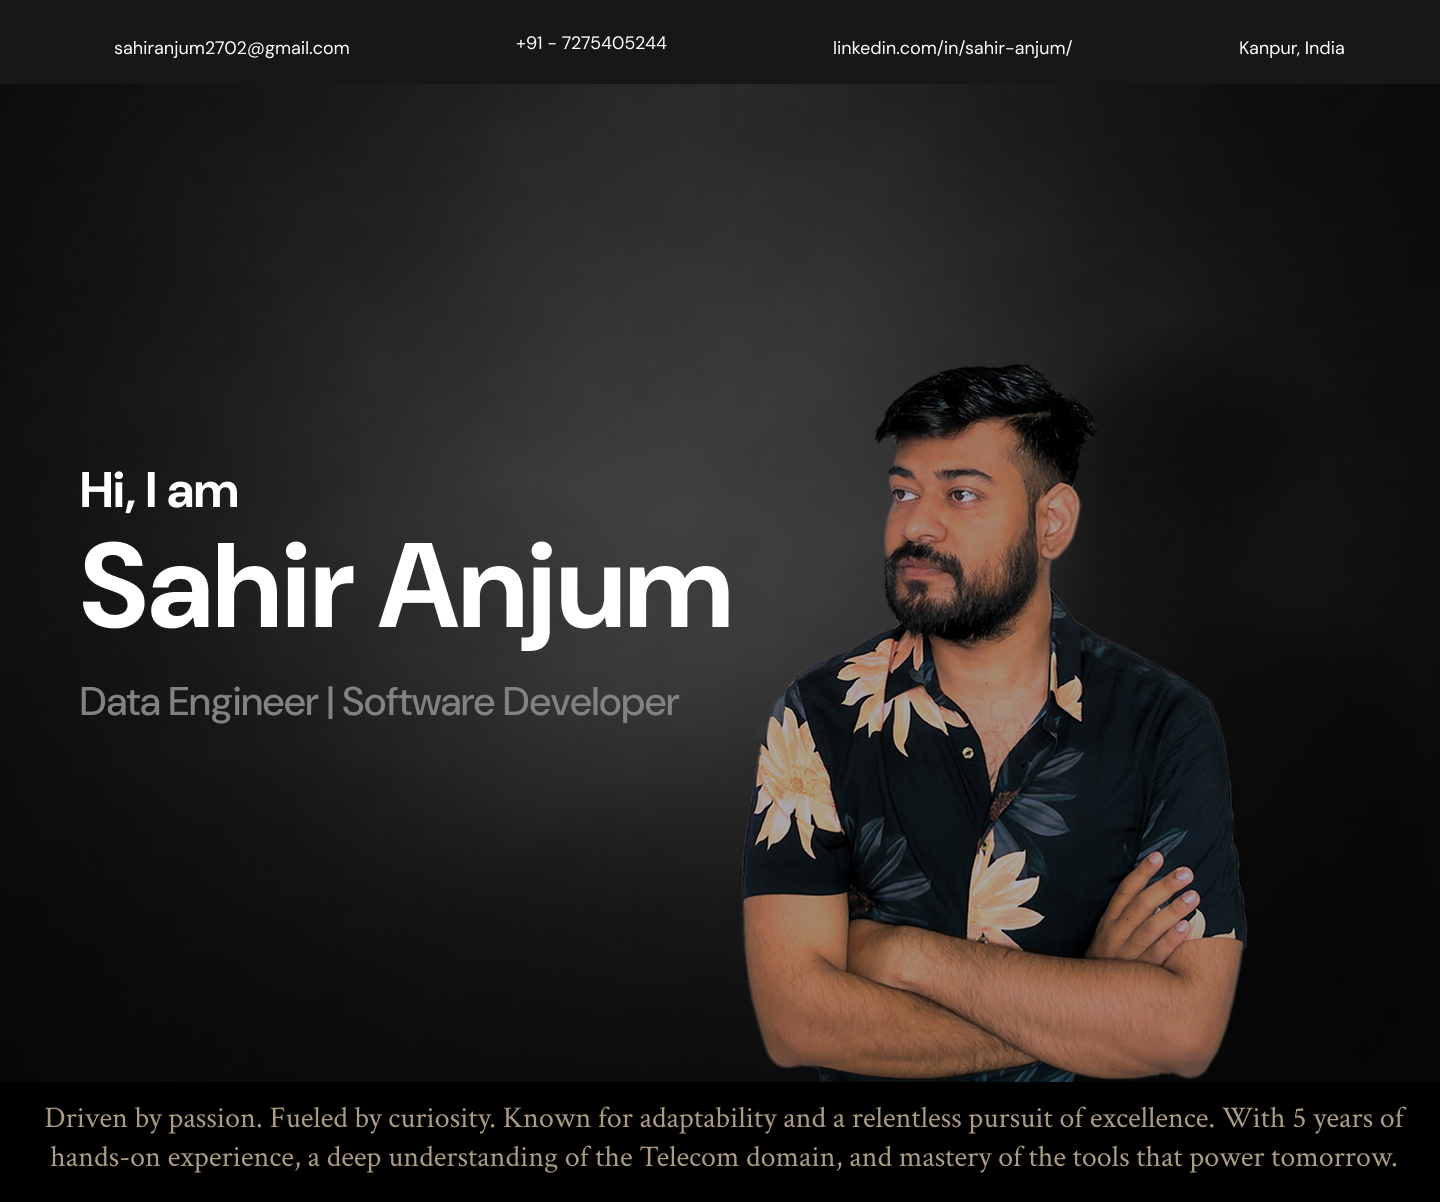 sahiranjum2702@gmail.com
+91 - 7275405244
linkedin.com/in/sahir-anjum/
Kanpur, India
Hi, I am
Sahir Anjum
Data Engineer | Software Developer
Driven by passion. Fueled by curiosity. Known for adaptability and a relentless pursuit of excellence. With 5 years of
hands-on experience, a deep understanding of the Telecom domain, and mastery of the tools that power tomorrow.